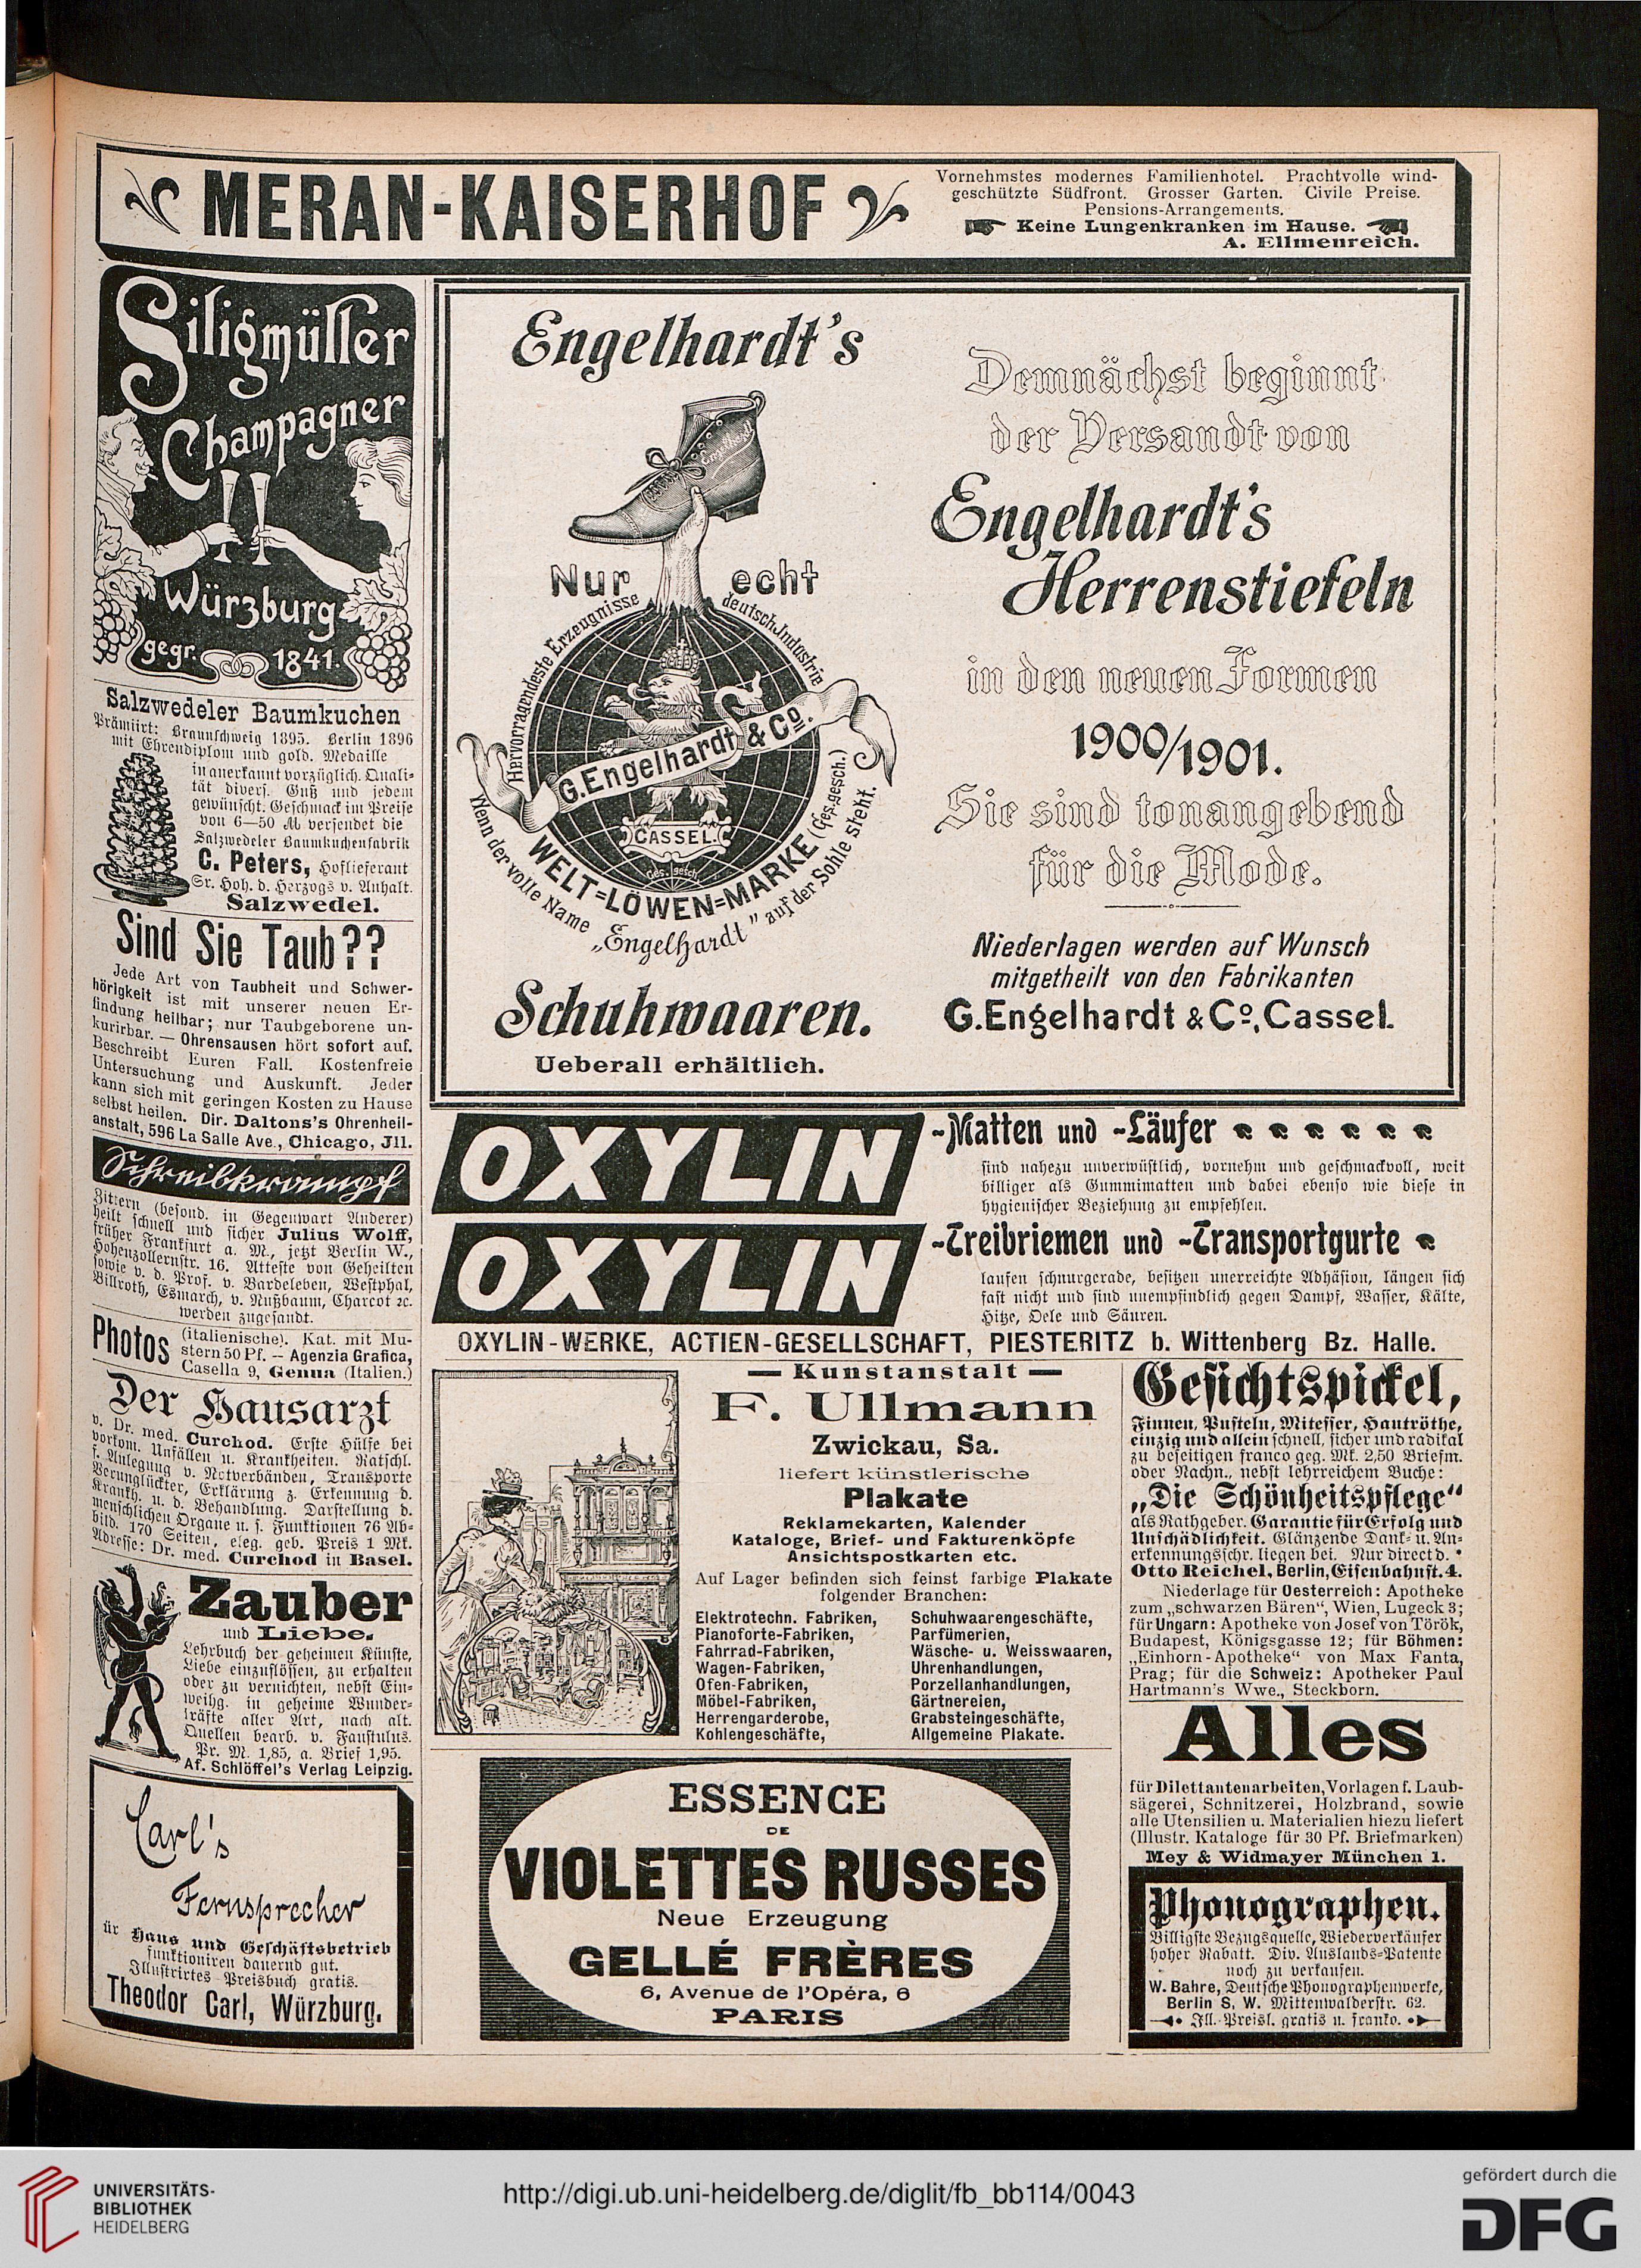 MERAN-KAISERHOF
Vornehmstes modernes Familienhotel. Prachtvolle wind-
geschützte Südfront. Grosser Garten. Civile Preise.
Pensions-Arrangements.
Keine Lungenkranken im Hause.
A. Ellmenreich.
Siligmüller
Champagner
Würzburg
gegr. 1841.
Salzwedeler Baumkuchen
Prämiirt: Braunschweig 1895. Berlin 1896
mit Ehrendiplom und gold. Medaille
in anerkannt vorzüglich. Quali-
tät divers. Guß und jedem
gewünscht. Geschmack im Preise
von 6—50 M versendet die
Salzwedeler Baumkuchenfabrik
C. Peters, Hoflieferant
Sr. Hoh. d. Herzogs v. Anhalt.
Salzwedel.
Sind Sie Taub??
Jede Art von Taubheit und Schwer-
hörigkeit ist mit unserer neuen Er-
findung heilbar; nur Taubgeborene un-
kurirbar. — Ohrensausen hört sofort auf.
Beschreibt Euren Fall. Kostenfreie
Untersuchung und Auskunft. Jeder
kann sich mit geringen Kosten zu Hause
selbst heilen. Dir. Daltons's Ohrenheil-
anstalt, 596 La Salle Ave., Chicago, Jll.
Schreibkrampf
Zittern (besond. in Gegenwart Anderer)
heilt schnell und sicher Julius Wolff,
früher Frankfurt a. M., jetzt Berlin W.,
Hohenzollernstr. 16. Atteste von Geheilten
sowie v. d. Prof. v. Bardeleben, Westphal,
Billroth, Esmarch, v. Nußbaum, Charcot ꝛc.
werden zugesandt.
Photos (italienische). Kat. mit Mu-
stern 50 Pf. — Agenzia Grafica,
Casella 9, Genua (Italien.)
Der Hausarzt
v. Dr. med. Curchod. Erste Hülfe bei
vorkom. Unfällen u. Krankheiten. Ratschl.
f. Anlegung v. Notverbänden, Transporte
Verunglückter, Erklärung z. Erkennung d.
Krankh. u. d. Behandlung. Darstellung d.
menschlichen Organe u. s. Funktionen 76 Ab-
bild. 170 Seiten, eleg. geb. Preis 1 Mk.
Adresse: Dr. med. Curchod in Basel.
Zauber
und Liebe.
Lehrbuch der geheimen Künste,
Liebe einzuflössen, zu erhalten
oder zu vernichten, nebst Ein-
weihg. in geheime Wunder-
kräfte aller Art, nach alt.
Quellen bearb. v. Faustulus.
Pr. M. 1,85, a. Brief 1,95.
Af. Schlöffel's Verlag Leipzig.
Carl's
Fernsprecher
ür Haus und Geschäftsbetrieb
funktioniren dauernd gut.
Illustrirtes Preisbuch gratis.
Theodor Carl, Würzburg.
Engelhardt's
Engelhardt
Nur echt
Hervorragendste Erzeugnisse deutsch.Industrie
G.Engelhardt & Co.
CASSEL.
Ges. gesch.
WELT=LÖWEN=MARKE (Ges.gesch.)
Wenn der volle Name „Engelhardt" auf der Sohle steht.
Schuhwaaren.
Ueberall erhältlich.
Demnächst beginnt
der Versandt von
Engelhardt's
Herrenstiefeln
in den neuen Formen
1900/1901.
Sie sind tonangebend
für die Mode.
Niederlagen werden auf Wunsch
mitgetheilt von den Fabrikanten
G.Engelhardt & Co., Cassel.
OXYLIN-Matten und -Läufer
sind nahezu unverwüstlich, vornehm und geschmackvoll, weit
billiger als Gummimatten und dabei ebenso wie diese in
hygienischer Beziehung zu empfehlen.
OXYLIN-Treibriemen und -Transportgurte
laufen schnurgerade, besitzen unerreichte Adhäsion, längen sich
fast nicht und sind unempfindlich gegen Dampf, Wasser, Kälte,
Hitze, Oele und Säuren.
OXYLIN-WERKE, ACTIEN-GESELLSCHAFT, PIESTERITZ b. Wittenberg Bz. Halle.
Kunstanstalt
F. Ullmann
Zwickau, Sa.
liefert künstlerische
Plakate
Reklamekarten, Kalender
Kataloge, Brief- und Fakturenköpfe
Ansichtspostkarten etc.
Auf Lager befinden sich feinst farbige Plakate
folgender Branchen:
Elektrotechn. Fabriken,
Pianoforte-Fabriken,
Fahrrad-Fabriken,
Wagen-Fabriken,
Ofen-Fabriken,
Möbel-Fabriken,
Herrengarderobe,
Kohlengeschäfte,
Schuhwaarengeschäfte,
Parfümerien,
Wäsche- u. Weisswaaren,
Uhrenhandlungen,
Porzellanhandlungen,
Gärtnereien,
Grabsteingeschäfte,
Allgemeine Plakate.
ESSENCE
DE
VIOLETTES RUSSES
Neue Erzeugung
GELLÉ FRÈRES
6, Avenue de l'Opéra, 6
PARIS
Gesichtspickel,
Finnen, Pusteln, Mitesser, Hautröthe,
einzig und allein schnell, sicher und radikal
zu beseitigen franco geg. Mk. 2,50 Briefm.
oder Nachn., nebst lehrreichem Buche:
„Die Schönheitspflege"
als Rathgeber. Garantie für Erfolg und
Unschädlichkeit. Glänzende Dank- u. An-
erkennungsschr. liegen bei. Nur direct d.
Otto Reichel, Berlin, Eisenbahnst. 4.
Niederlage für Oesterreich: Apotheke
zum „schwarzen Bären", Wien, Lugeck 3;
für Ungarn: Apotheke von Josef von Török,
Budapest, Königsgasse 12; für Böhmen:
„Einhorn-Apotheke" von Max Fanta,
Prag; für die Schweiz: Apotheker Paul
Hartmann's Wwe., Steckborn.
Alles
für Dilettantenarbeiten, Vorlagen f. Laub-
sägerei, Schnitzerei, Holzbrand, sowie
alle Utensilien u. Materialien hiezu liefert
(Illustr. Kataloge für 30 Pf. Briefmarken)
Mey & Widmayer München 1.
Phonographen.
Billigste Bezugsquelle, Wiederverkäufer
hoher Rabatt. Div. Auslands-Patente
noch zu verkaufen.
W. Bahre, Deutsche Phonographenwerke,
Berlin S. W. Mittenwalderstr. 62.
Ill. Preisl. gratis u. franko.
UNIVERSITÄTS-
BIBLIOTHEK
HEIDELBERG
http://digi.ub.uni-heidelberg.de/diglit/fb_bb114/0043
gefördert durch die
DFG